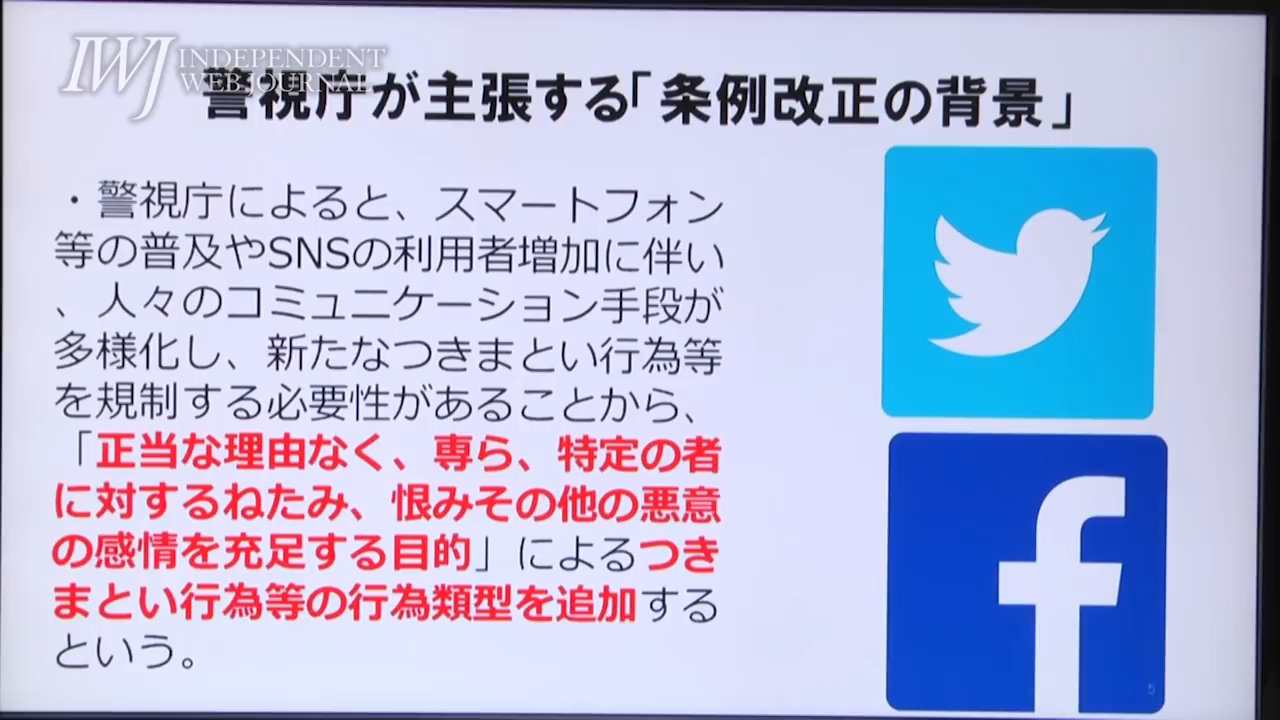 IWJ INDEPENDENT
WEB JOURNAL
警視庁が主張する「条例改正の背景」
・警視庁によると、スマートフォン
等の普及やSNSの利用者増加に伴い
、人々のコミュニケーション手段が
多様化し、新たなつきまとい行為等
を規制する必要性があることから、
「正当な理由なく、専ら、特定の者
に対するねたみ、恨みその他の悪意
の感情を充足する目的」によるつき
まとい行為等の行為類型を追加する
という。
5